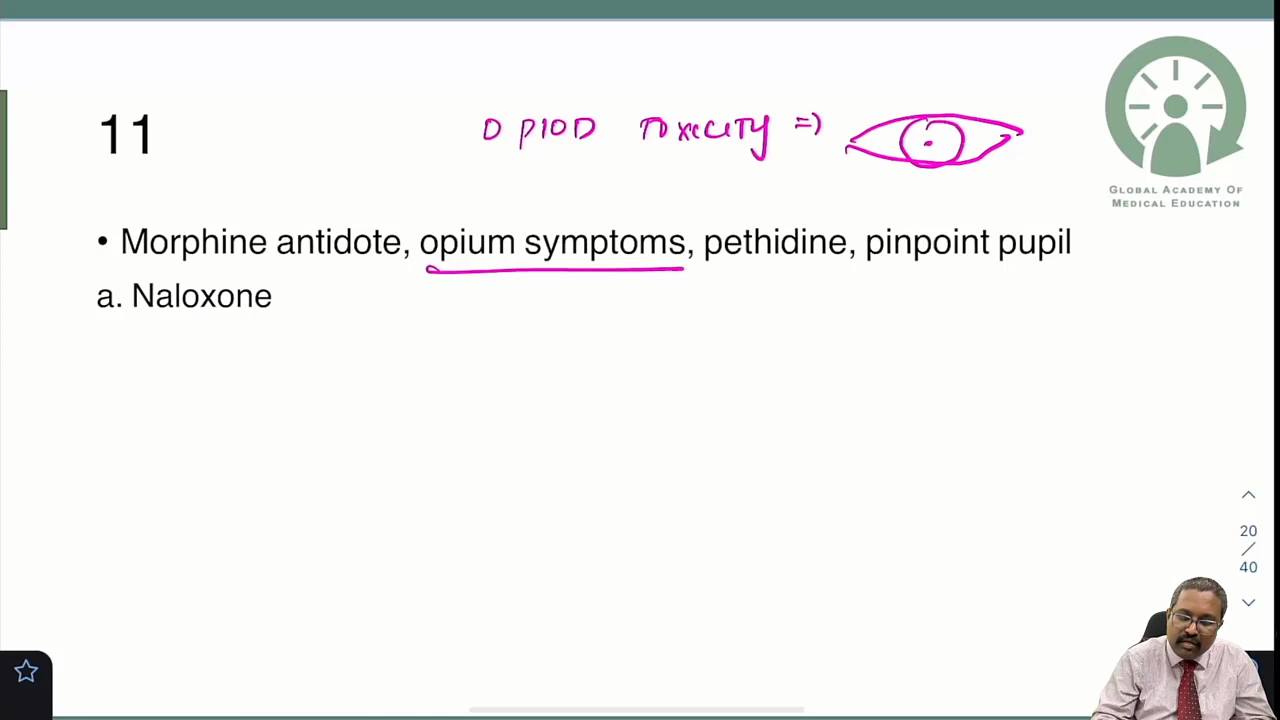 11
OPIOD TOXICITY =)
GLOBAL ACADEMY OF
MEDICAL EDUCATION
• Morphine antidote, opium symptoms, pethidine, pinpoint pupil
a. Naloxone
20
/
40